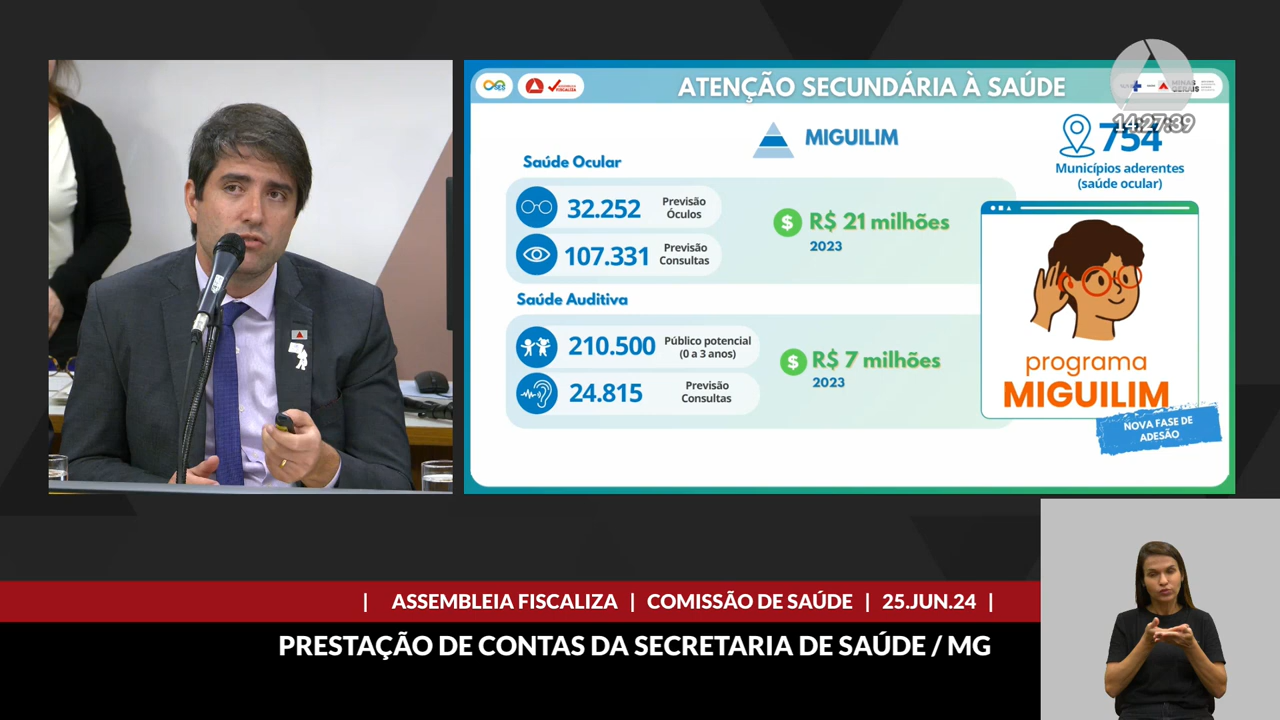 ATENÇÃO SECUNDÁRIA À SAÚDE
14:27:39
MIGUILIM
754
Municípios aderentes
(saúde ocular)
Saúde Ocular
32.252
Previsão
Óculos
107.331
Previsão
Consultas
R$ 21 milhões
2023
Saúde Auditiva
210.500
Público potencial
(0 a 3 anos)
24.815
Previsão
Consultas
R$ 7 milhões
2023
programa
MIGUILIM
NOVA FASE DE
ADESÃO
| ASSEMBLEIA FISCALIZA | COMISSÃO DE SAÚDE | 25.JUN.24 |
PRESTAÇÃO DE CONTAS DA SECRETARIA DE SAÚDE / MG